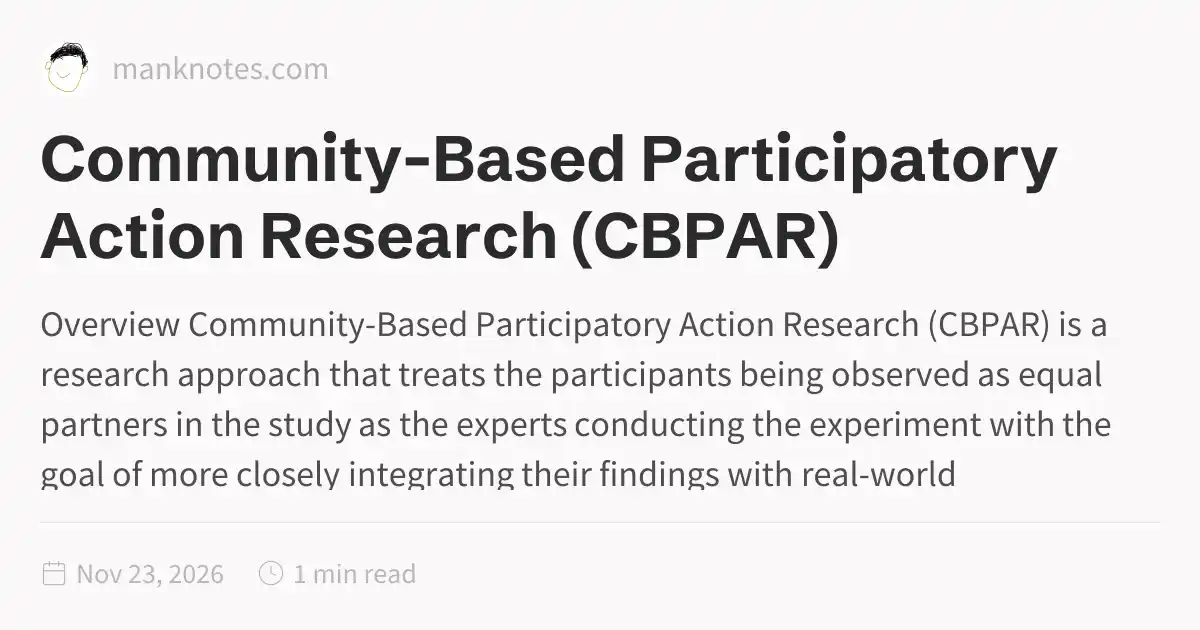 manknotes.com
Community-Based Participatory
Action Research (CBPAR)
Overview Community-Based Participatory Action Research (CBPAR) is a
research approach that treats the participants being observed as equal
partners in the study as the experts conducting the experiment with the
goal of more closely integrating their findings with real-world
Nov 23, 2026 1 min read